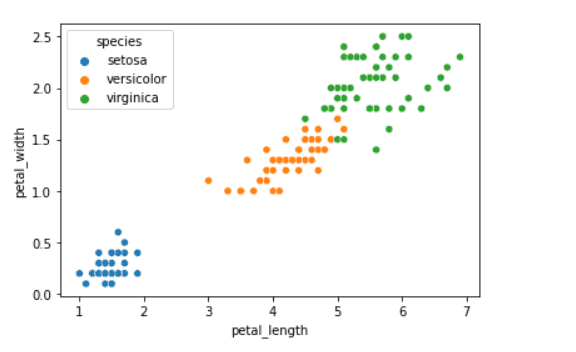 species
setosa
versicolor
virginica
petal_width
2.5
2.0
1.5
1.0
0.5
0.0
1 2 3 4 5 6 7
petal_length